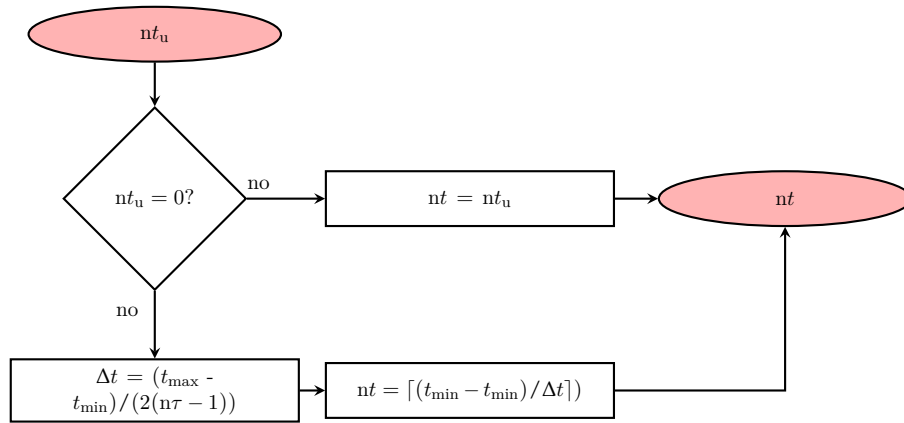 nt_u
nt_u = 0?
no
nt = nt_u
nt
no
Δt = (t_max -
t_min)/(2(nτ − 1))
nt = ⌈(t_min − t_min)/Δt⌉)